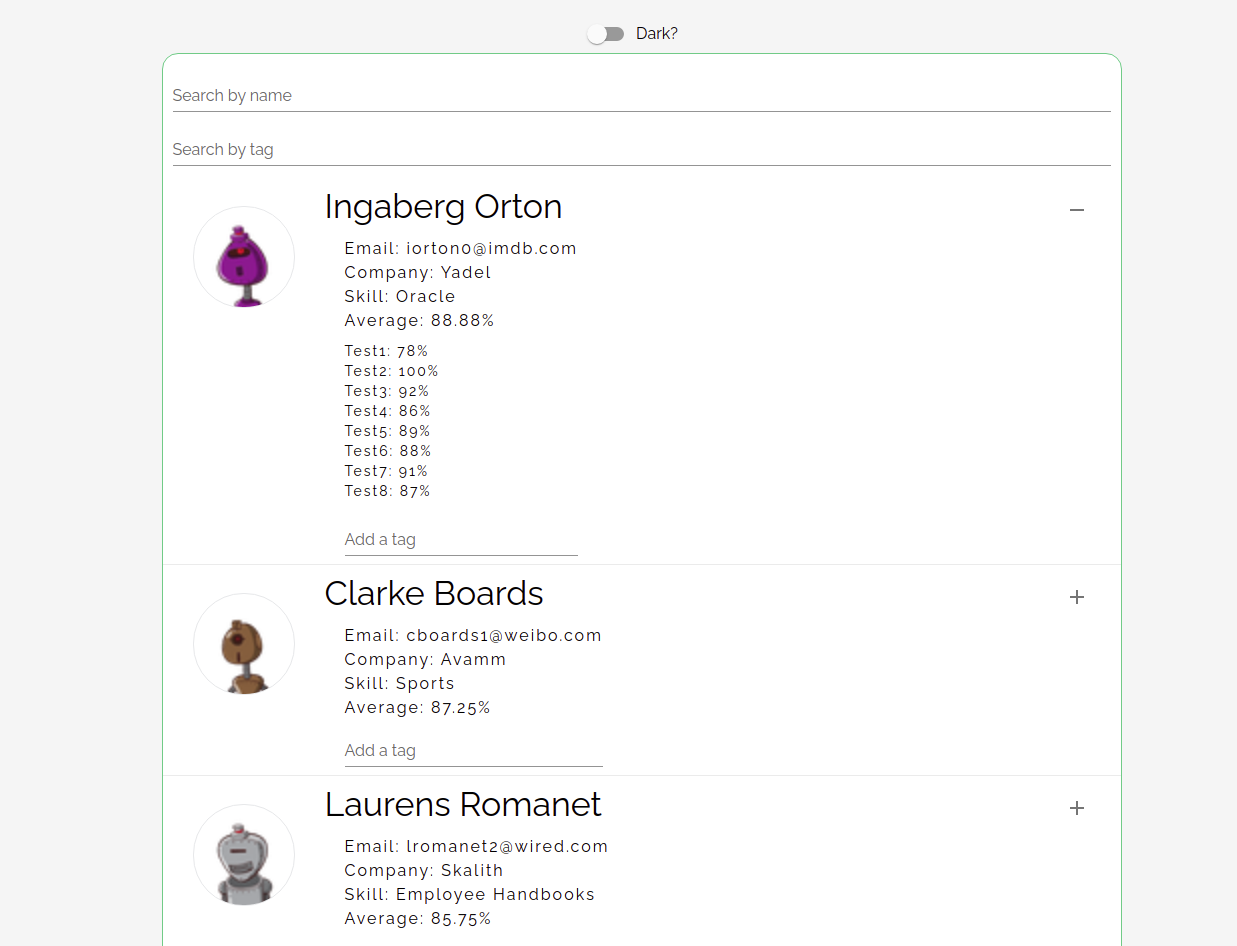 Dark?
Search by name
Search by tag
Ingaberg Orton
Email: iorton0@imdb.com
Company: Yadel
Skill: Oracle
Average: 88.88%
Test1: 78%
Test2: 100%
Test3: 92%
Test4: 86%
Test5: 89%
Test6: 88%
Test7: 91%
Test8: 87%
Add a tag
Clarke Boards
Email: cboards1@weibo.com
Company: Avamm
Skill: Sports
Average: 87.25%
Add a tag
Laurens Romanet
Email: lromanet2@wired.com
Company: Skalith
Skill: Employee Handbooks
Average: 85.75%